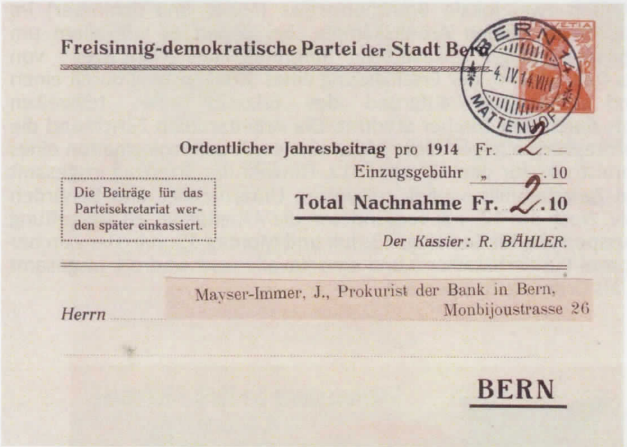 HELVETIA
Freisinnig-demokratische Partei der Stadt Bern
BERN 14
4. IV. 14. VIII
MATTENHOF
Ordentlicher Jahresbeitrag pro 1914 Fr. 2.—
Einzugsgebühr „ —.10
Total Nachnahme Fr. 2.10
Die Beiträge für das
Parteisekretariat wer-
den später einkassiert.
Der Kassier: R. BÄHLER.
Mayser-Immer, J., Prokurist der Bank in Bern,
Monbijoustrasse 26
Herrn
BERN